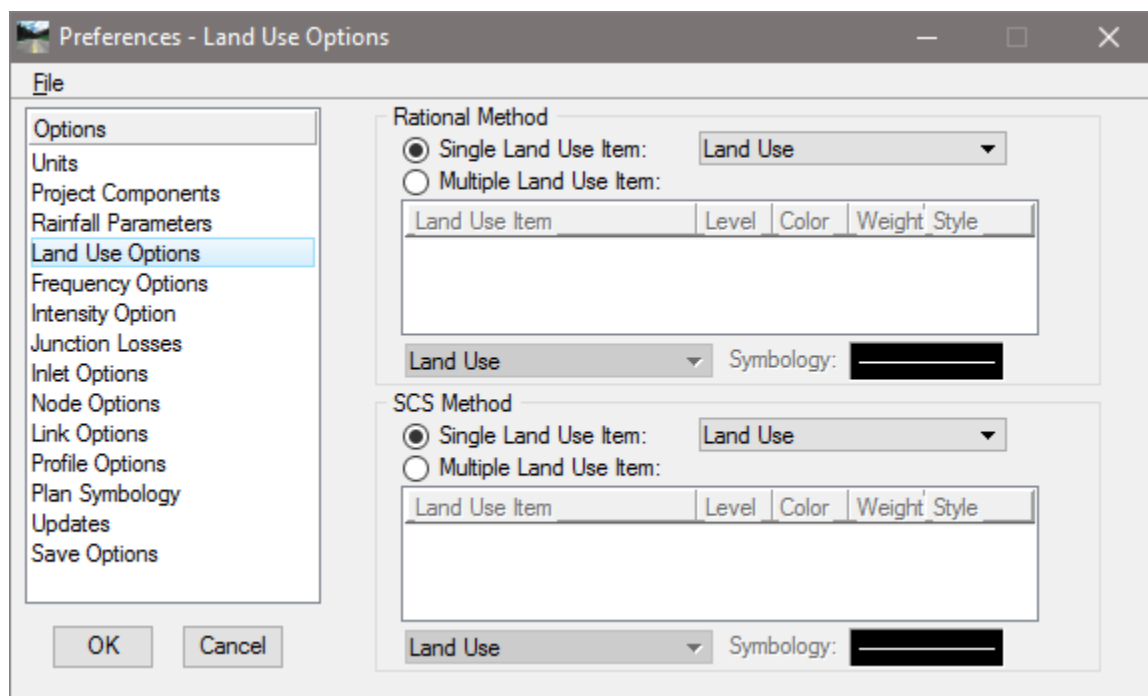 Preferences - Land Use Options
File
Options
Units
Project Components
Rainfall Parameters
Land Use Options
Frequency Options
Intensity Option
Junction Losses
Inlet Options
Node Options
Link Options
Profile Options
Plan Symbology
Updates
Save Options
OK Cancel
Rational Method
Single Land Use Item: Land Use
Multiple Land Use Item:
Land Use Item Level Color Weight Style
Land Use Symbology:
SCS Method
Single Land Use Item: Land Use
Multiple Land Use Item:
Land Use Item Level Color Weight Style
Land Use Symbology: